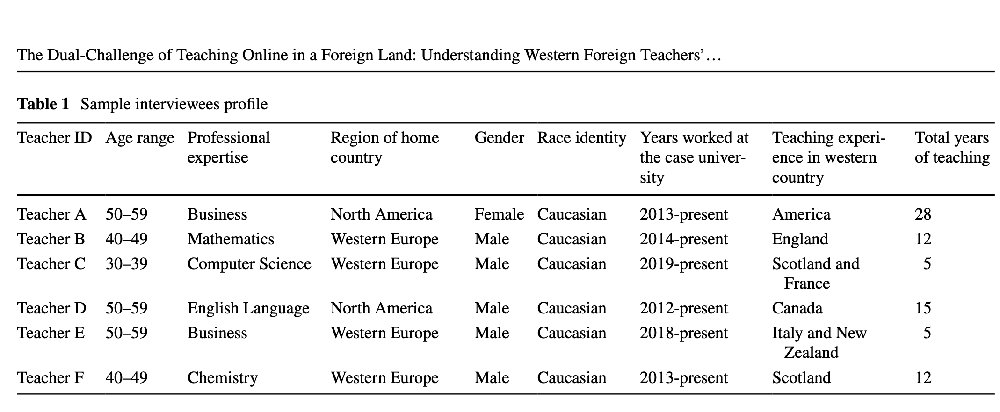 The Dual-Challenge of Teaching Online in a Foreign Land: Understanding Western Foreign Teachers’…
Table 1 Sample interviewees profile
Teacher ID Age range Professional expertise Region of home country Gender Race identity Years worked at the case univer-sity Teaching experi-ence in western country Total years of teaching
Teacher A 50–59 Business North America Female Caucasian 2013-present America 28
Teacher B 40–49 Mathematics Western Europe Male Caucasian 2014-present England 12
Teacher C 30–39 Computer Science Western Europe Male Caucasian 2019-present Scotland and France 5
Teacher D 50–59 English Language North America Male Caucasian 2012-present Canada 15
Teacher E 50–59 Business Western Europe Male Caucasian 2018-present Italy and New Zealand 5
Teacher F 40–49 Chemistry Western Europe Male Caucasian 2013-present Scotland 12